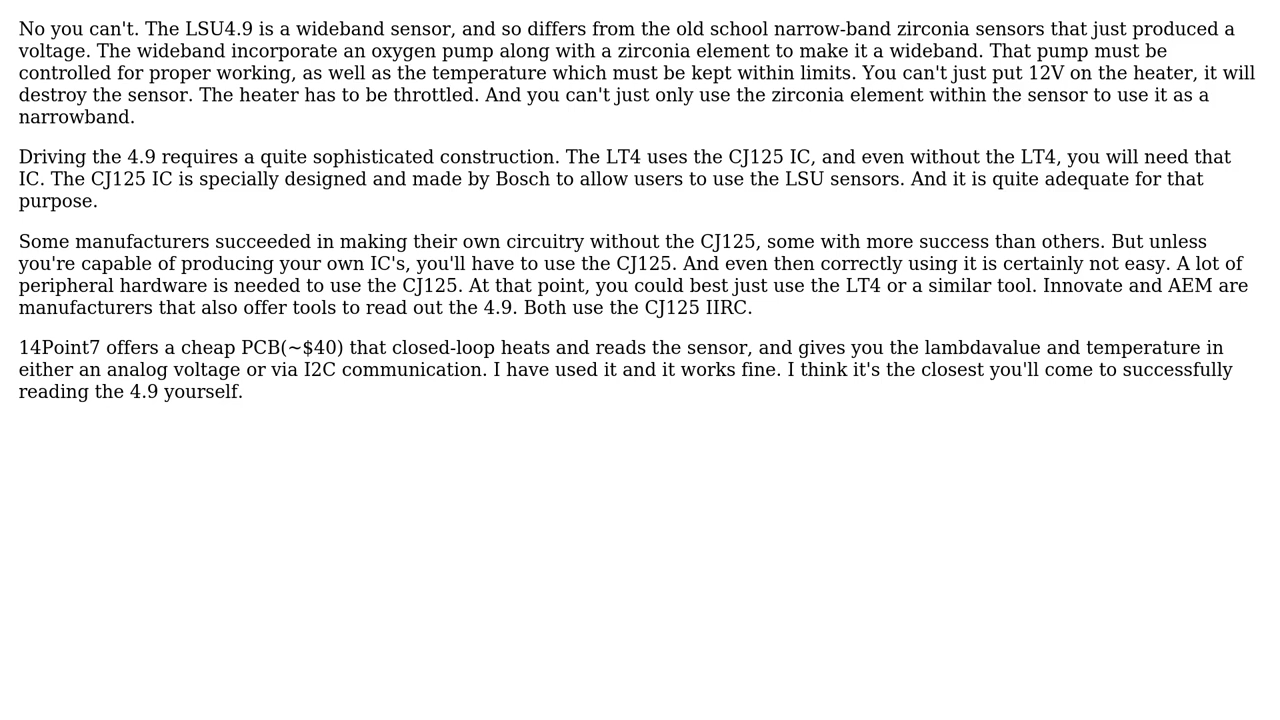 No you can't. The LSU4.9 is a wideband sensor, and so differs from the old school narrow-band zirconia sensors that just produced a
voltage. The wideband incorporate an oxygen pump along with a zirconia element to make it a wideband. That pump must be
controlled for proper working, as well as the temperature which must be kept within limits. You can't just put 12V on the heater, it will
destroy the sensor. The heater has to be throttled. And you can't just only use the zirconia element within the sensor to use it as a
narrowband.
Driving the 4.9 requires a quite sophisticated construction. The LT4 uses the CJ125 IC, and even without the LT4, you will need that
IC. The CJ125 IC is specially designed and made by Bosch to allow users to use the LSU sensors. And it is quite adequate for that
purpose.
Some manufacturers succeeded in making their own circuitry without the CJ125, some with more success than others. But unless
you're capable of producing your own IC's, you'll have to use the CJ125. And even then correctly using it is certainly not easy. A lot of
peripheral hardware is needed to use the CJ125. At that point, you could best just use the LT4 or a similar tool. Innovate and AEM are
manufacturers that also offer tools to read out the 4.9. Both use the CJ125 IIRC.
14Point7 offers a cheap PCB(~$40) that closed-loop heats and reads the sensor, and gives you the lambdavalue and temperature in
either an analog voltage or via I2C communication. I have used it and it works fine. I think it's the closest you'll come to successfully
reading the 4.9 yourself.